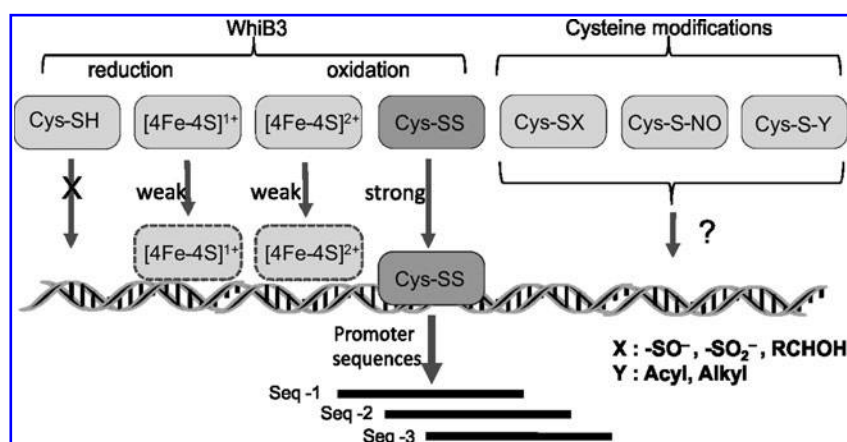 WhiB3
Cysteine modifications
reduction
oxidation
Cys-SH
[4Fe-4S]¹⁺
[4Fe-4S]²⁺
Cys-SS
Cys-SX
Cys-S-NO
Cys-S-Y
X
weak
weak
strong
?
[4Fe-4S]¹⁺
[4Fe-4S]²⁺
Cys-SS
Promoter
sequences
X : -SO⁻, -SO₂⁻, RCHOH
Y : Acyl, Alkyl
Seq -1
Seq -2
Seq -3